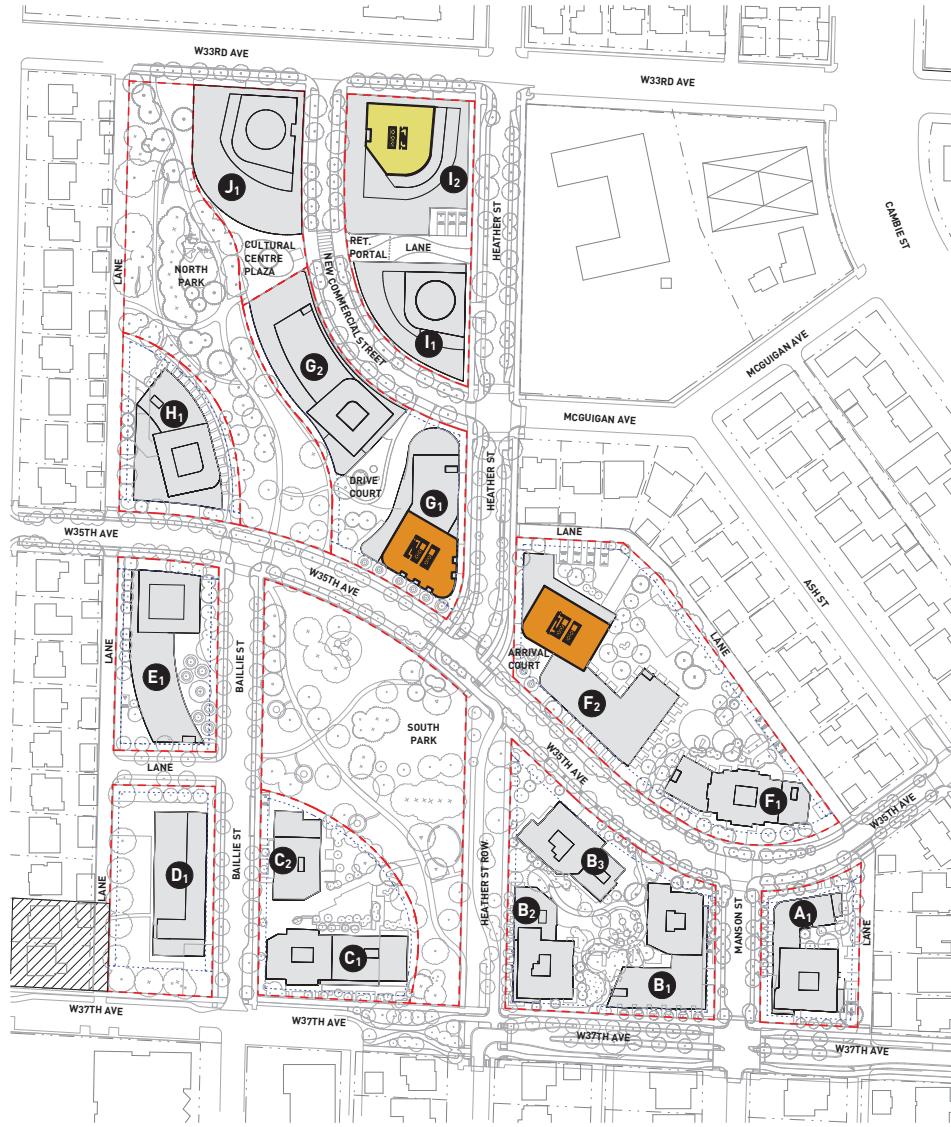 W33RD AVE
W33RD AVE
J1
I2
CAMBIE ST
HEATHER ST
LANE
NORTH
PARK
CULTURAL
CENTRE
PLAZA
RET.
PORTAL
LANE
NEW COMMERCIAL STREET
I1
G2
MCGUIGAN AVE
MCGUIGAN AVE
H1
DRIVE
COURT
G1
HEATHER ST
W35TH AVE
LANE
W35TH AVE
ASH ST
LANE
LANE
BAILLIE ST
ARRIVAL
COURT
E1
F2
SOUTH
PARK
W35TH AVE
LANE
F1
W35TH AVE
BAILLIE ST
C2
B3
D1
LANE
HEATHER ST ROW
B2
MANSON ST
A1
LANE
C1
B1
W37TH AVE
W37TH AVE
W37TH AVE
W37TH AVE